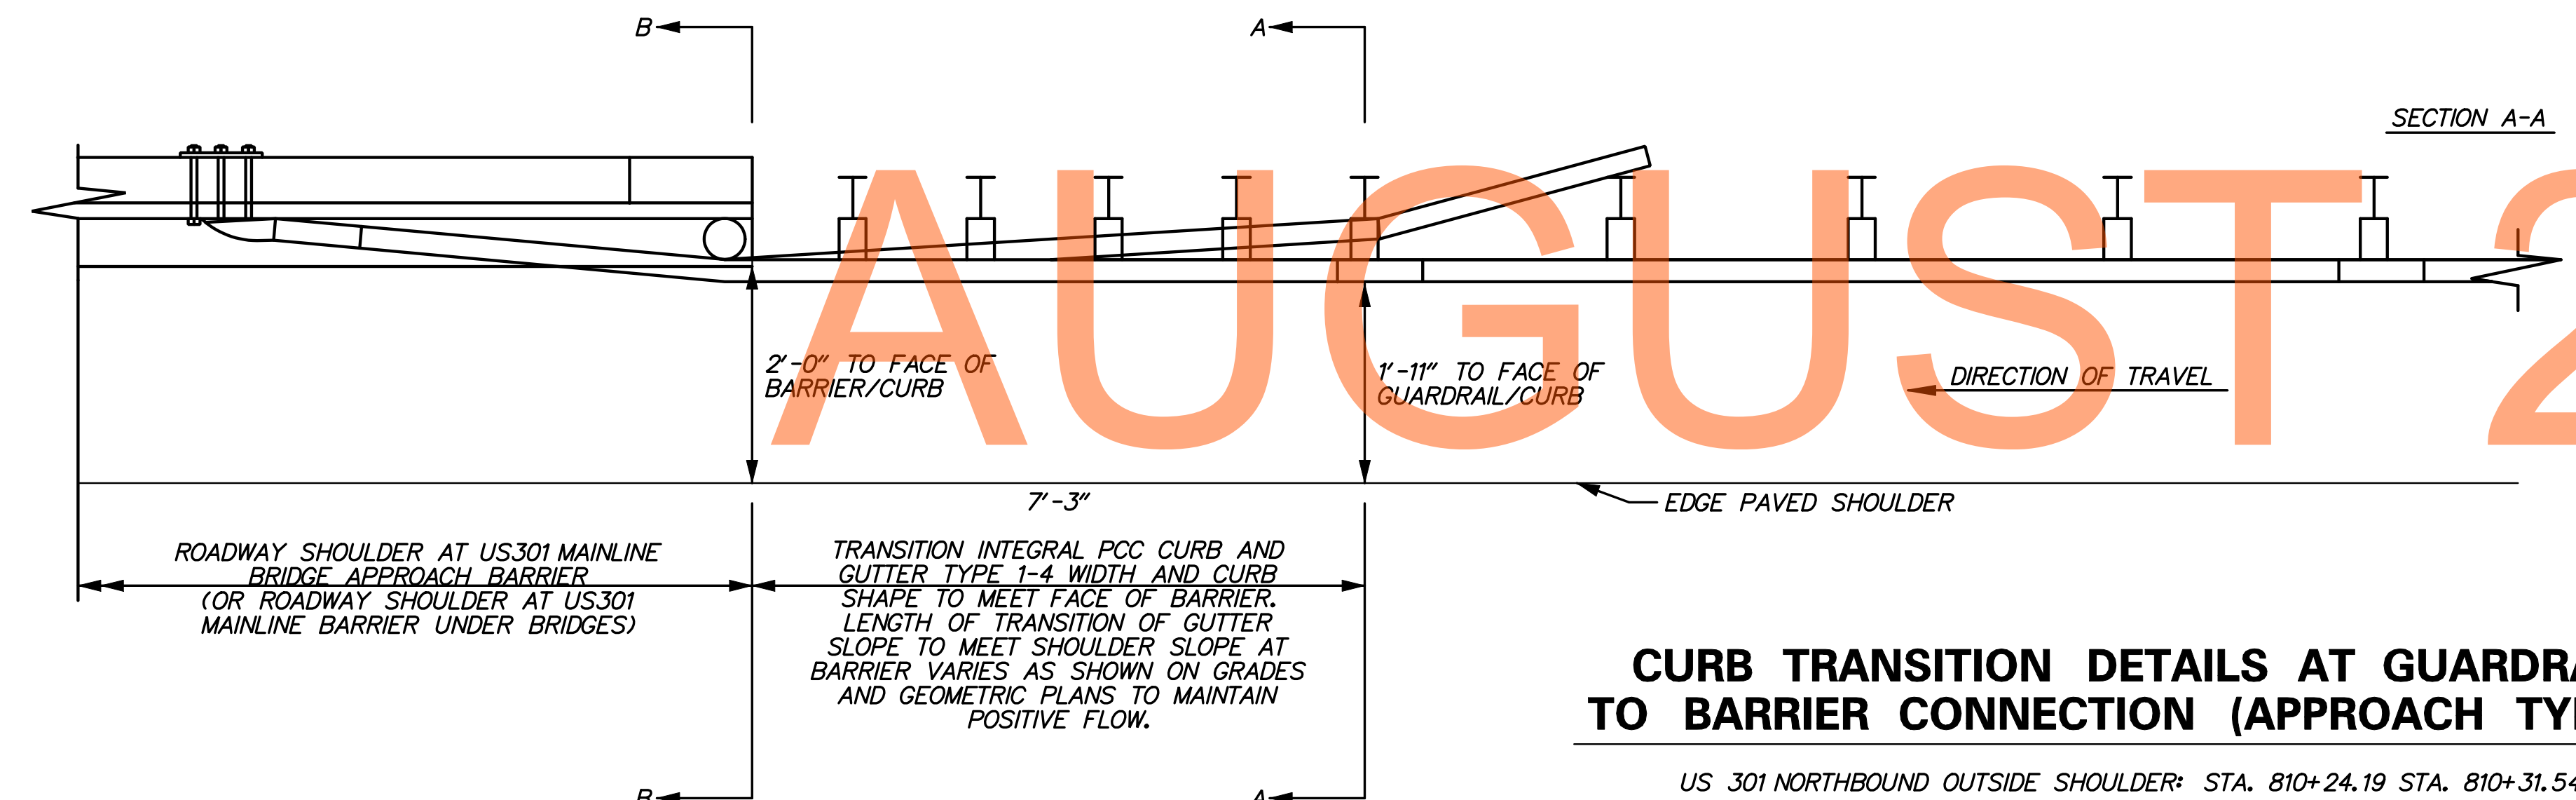 B
A
SECTION A-A
AUGUST 2
2'-0" TO FACE OF
BARRIER/CURB
1'-11" TO FACE OF
GUARDRAIL/CURB
DIRECTION OF TRAVEL
7'-3"
EDGE PAVED SHOULDER
ROADWAY SHOULDER AT US301 MAINLINE
BRIDGE APPROACH BARRIER
(OR ROADWAY SHOULDER AT US301
MAINLINE BARRIER UNDER BRIDGES)
TRANSITION INTEGRAL PCC CURB AND
GUTTER TYPE 1-4 WIDTH AND CURB
SHAPE TO MEET FACE OF BARRIER.
LENGTH OF TRANSITION OF GUTTER
SLOPE TO MEET SHOULDER SLOPE AT
BARRIER VARIES AS SHOWN ON GRADES
AND GEOMETRIC PLANS TO MAINTAIN
POSITIVE FLOW.
CURB TRANSITION DETAILS AT GUARDRA
TO BARRIER CONNECTION (APPROACH TY
US 301 NORTHBOUND OUTSIDE SHOULDER: STA. 810+24.19 STA. 810+31.54
B
A